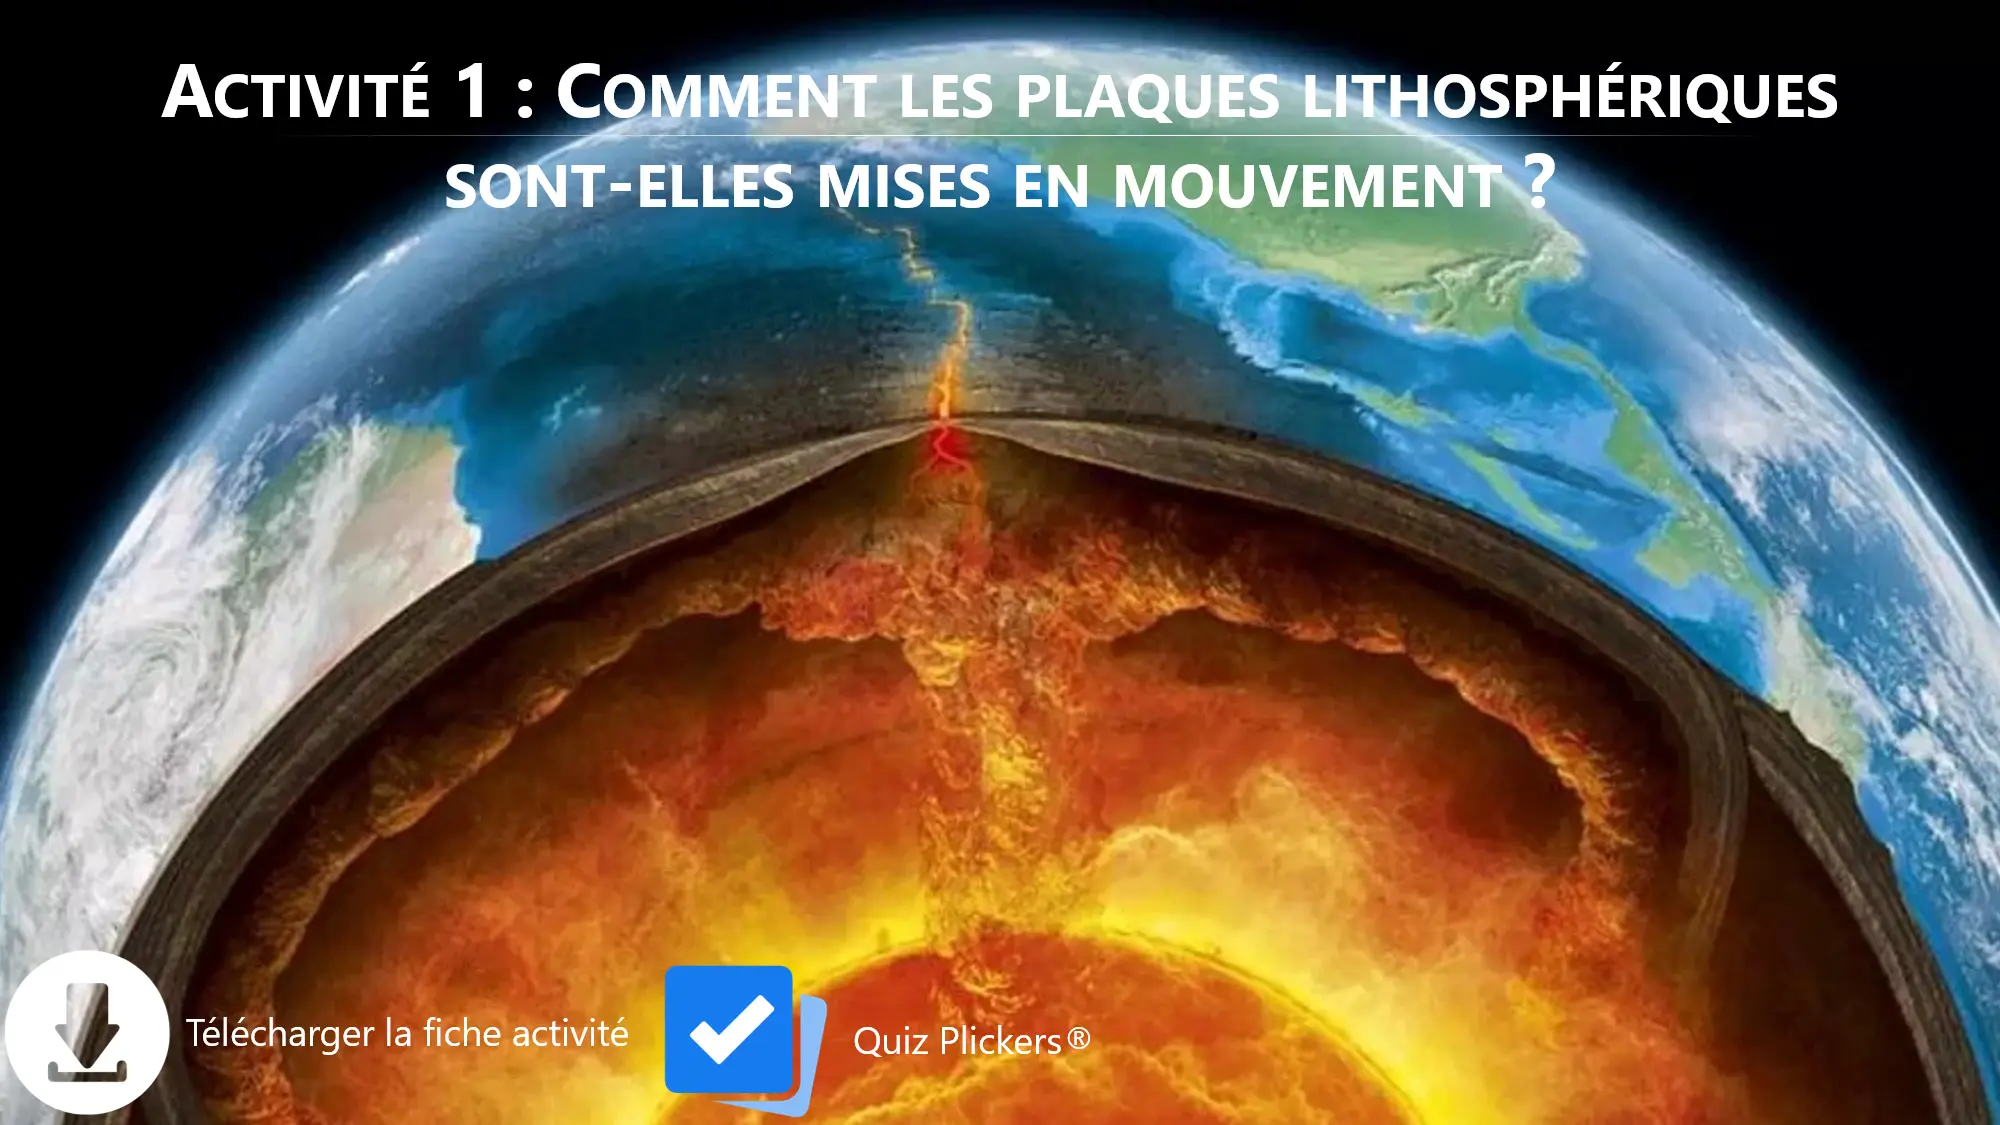 Activité 1 : Comment les plaques lithosphériques
sont-elles mises en mouvement ?
Télécharger la fiche activité
Quiz Plickers®